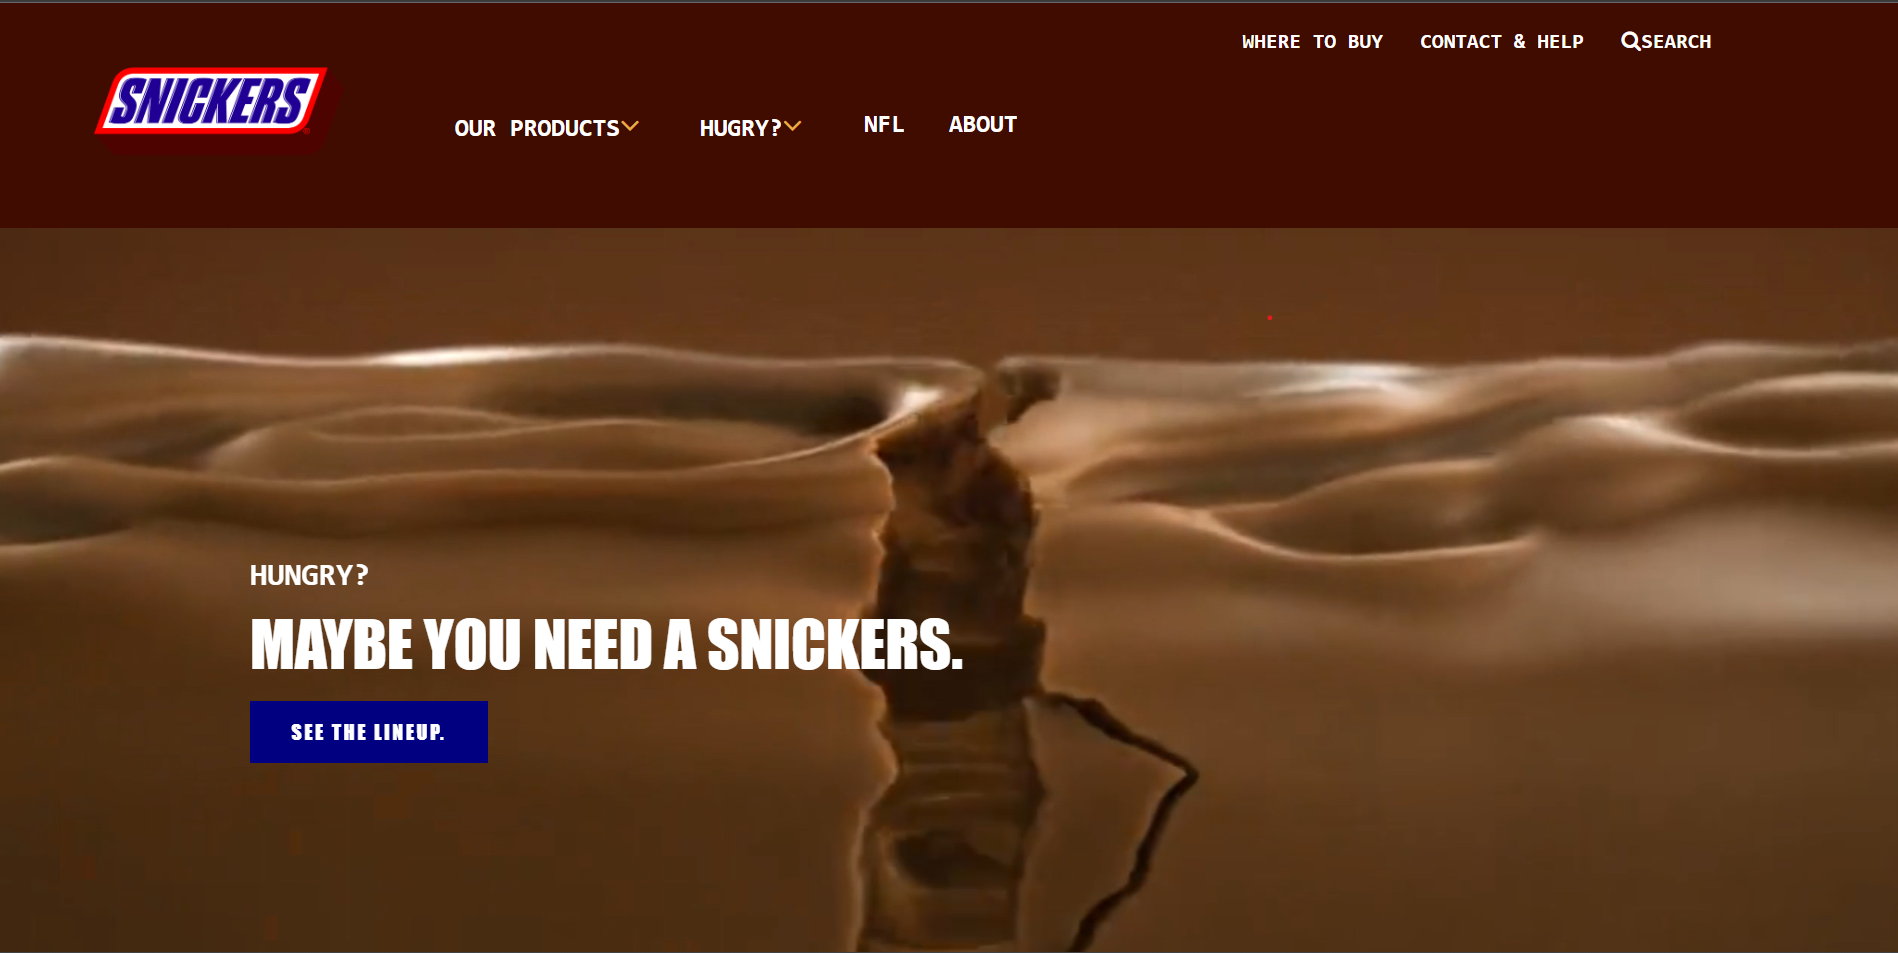 WHERE TO BUY CONTACT & HELP SEARCH
SNICKERS
OUR PRODUCTS HUGRY? NFL ABOUT
HUNGRY?
MAYBE YOU NEED A SNICKERS.
SEE THE LINEUP.